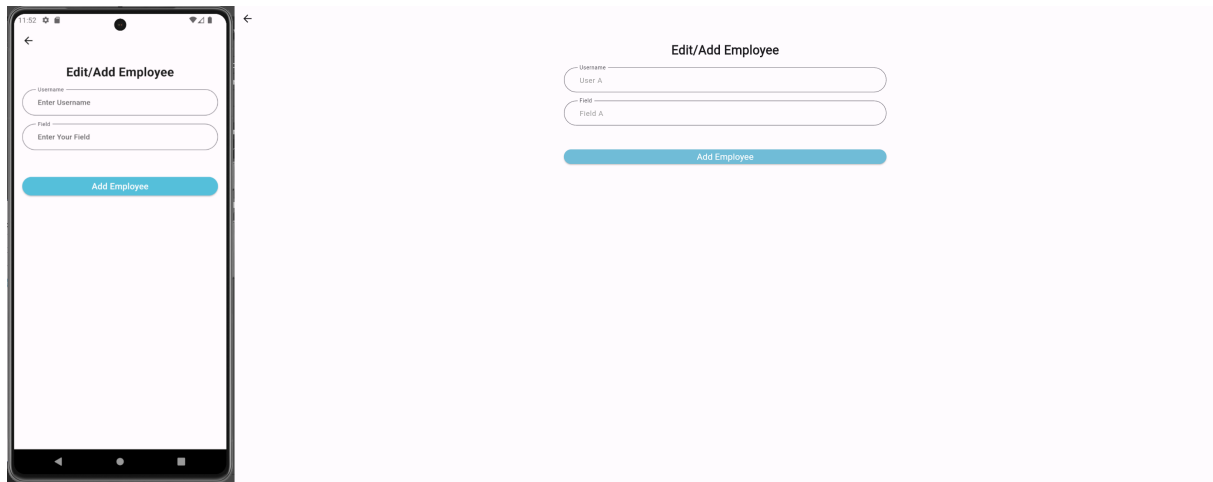 11:52
Edit/Add Employee
Username
Enter Username
Field
Enter Your Field
Add Employee
Edit/Add Employee
Username
User A
Field
Field A
Add Employee